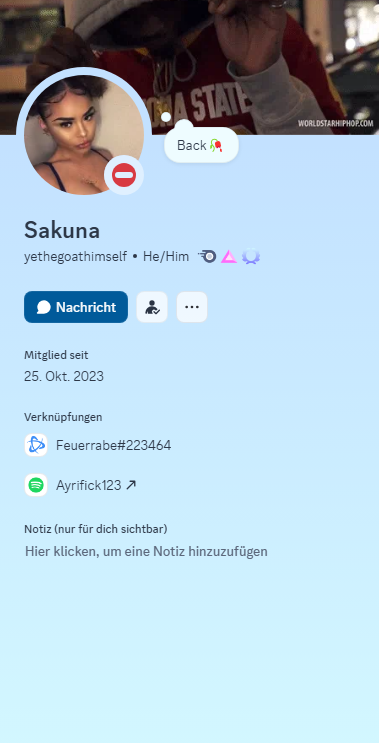 A STATE
WORLDSTARHIPHOP.COM
Back
Sakuna
yethegoathimself • He/Him
Nachricht
Mitglied seit
25. Okt. 2023
Verknüpfungen
Feuerrabe#223464
Ayrifick123
Notiz (nur für dich sichtbar)
Hier klicken, um eine Notiz hinzuzufügen